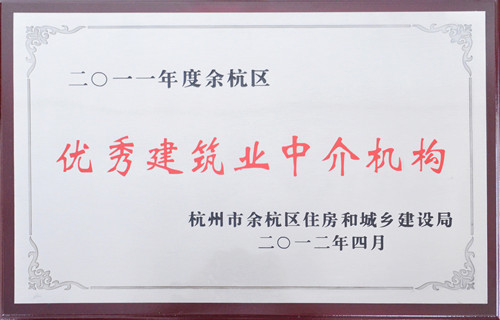 二〇一一年度余杭区
优秀建筑业中介机构
杭州市余杭区住房和城乡建设局
二〇一二年四月